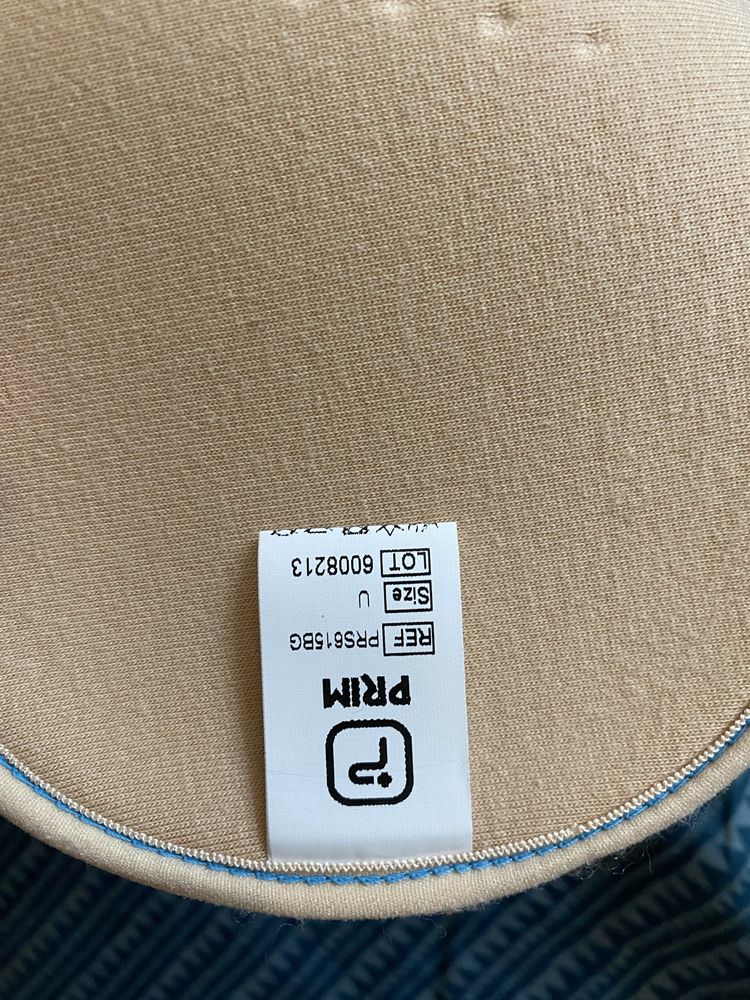 PRIM
REF PRS615BG
Size U
LOT 6008213